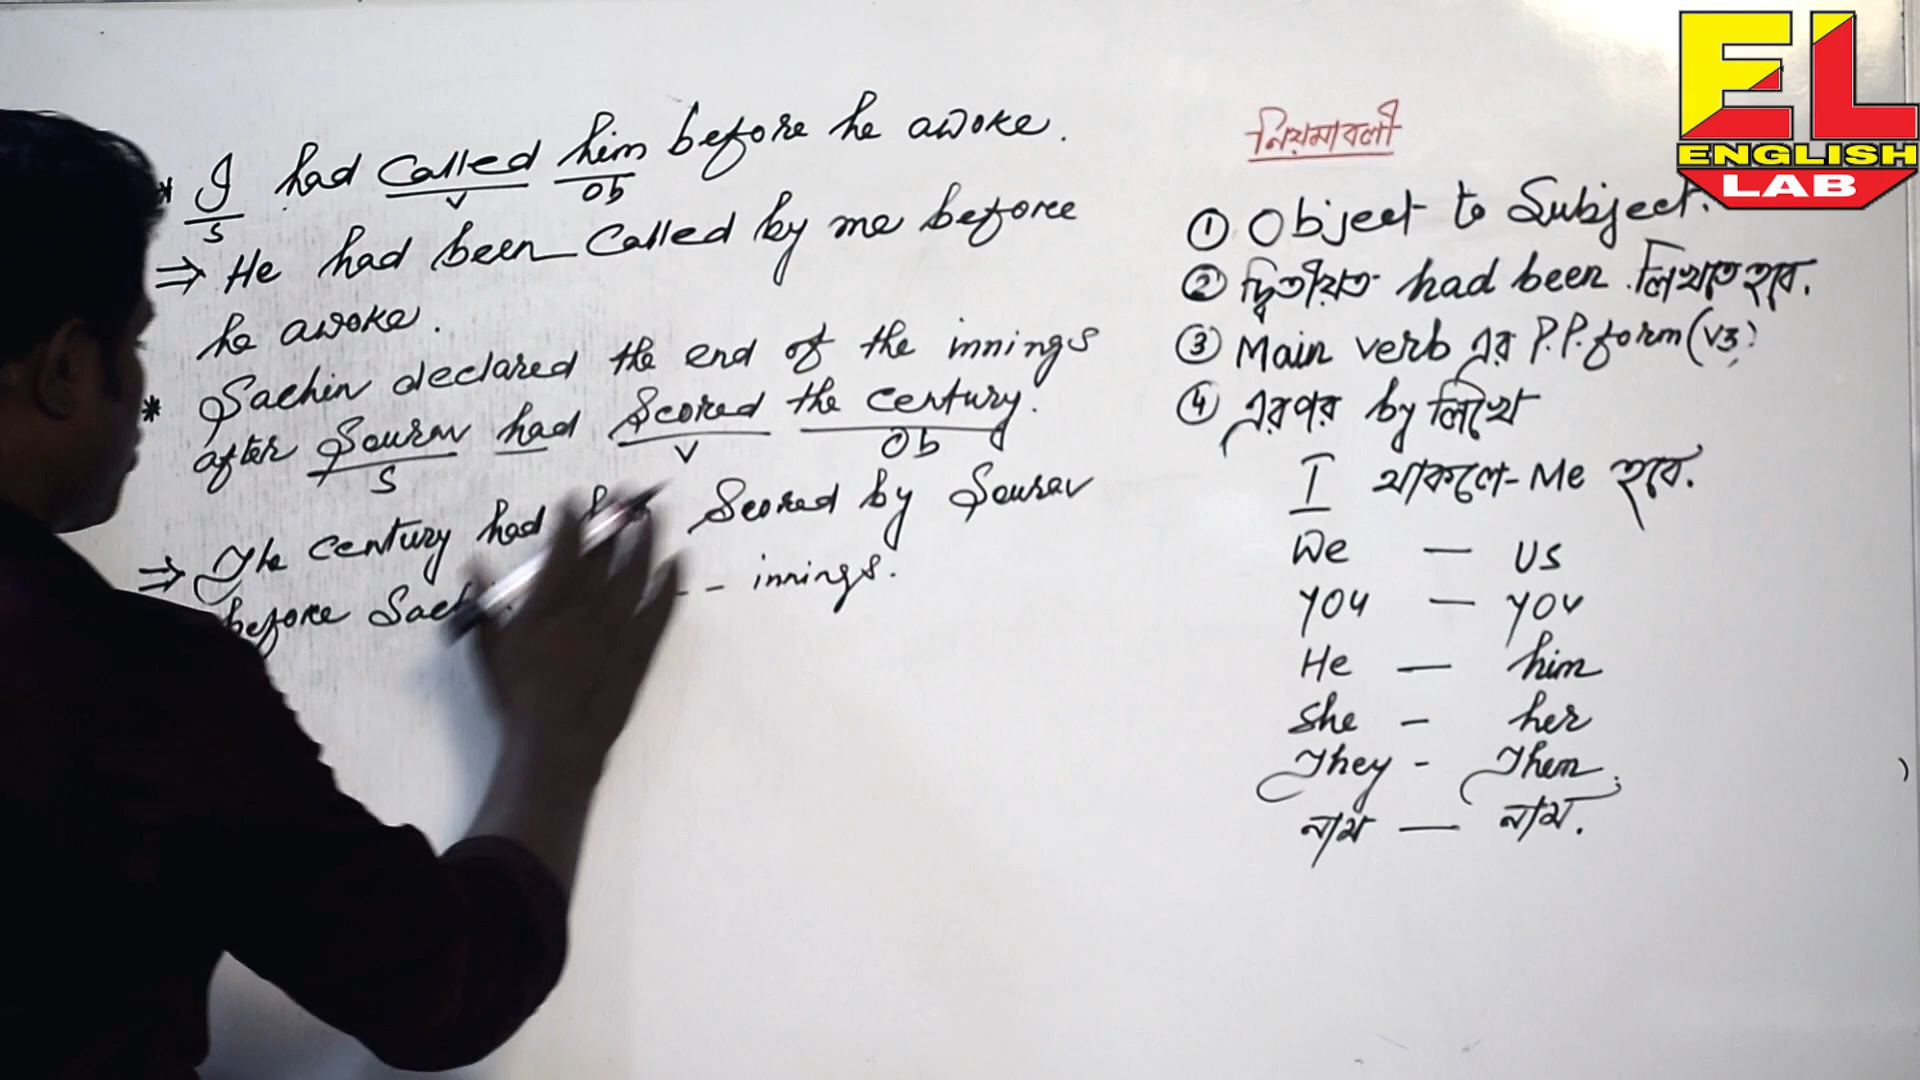 * I had called him before he awoke.
S V Ob
⇒ He had been called by me before
he awoke.
* Sachin declared the end of the innings
after Sourav had Scored the century.
S V Ob
⇒ The century had Scored by Sourav
before -- innings.
নিয়মাবলী
① Object to Subject.
② দ্বিতীয়ত had been লিখতে হবে.
③ Main verb এর P.P. form (V3)
④ এরপর by লিখে
I থাকলে - Me হবে.
We — US
YOU — YOU
He — him
She — her
They - Them
নাম — নাম.
EL
ENGLISH
LAB